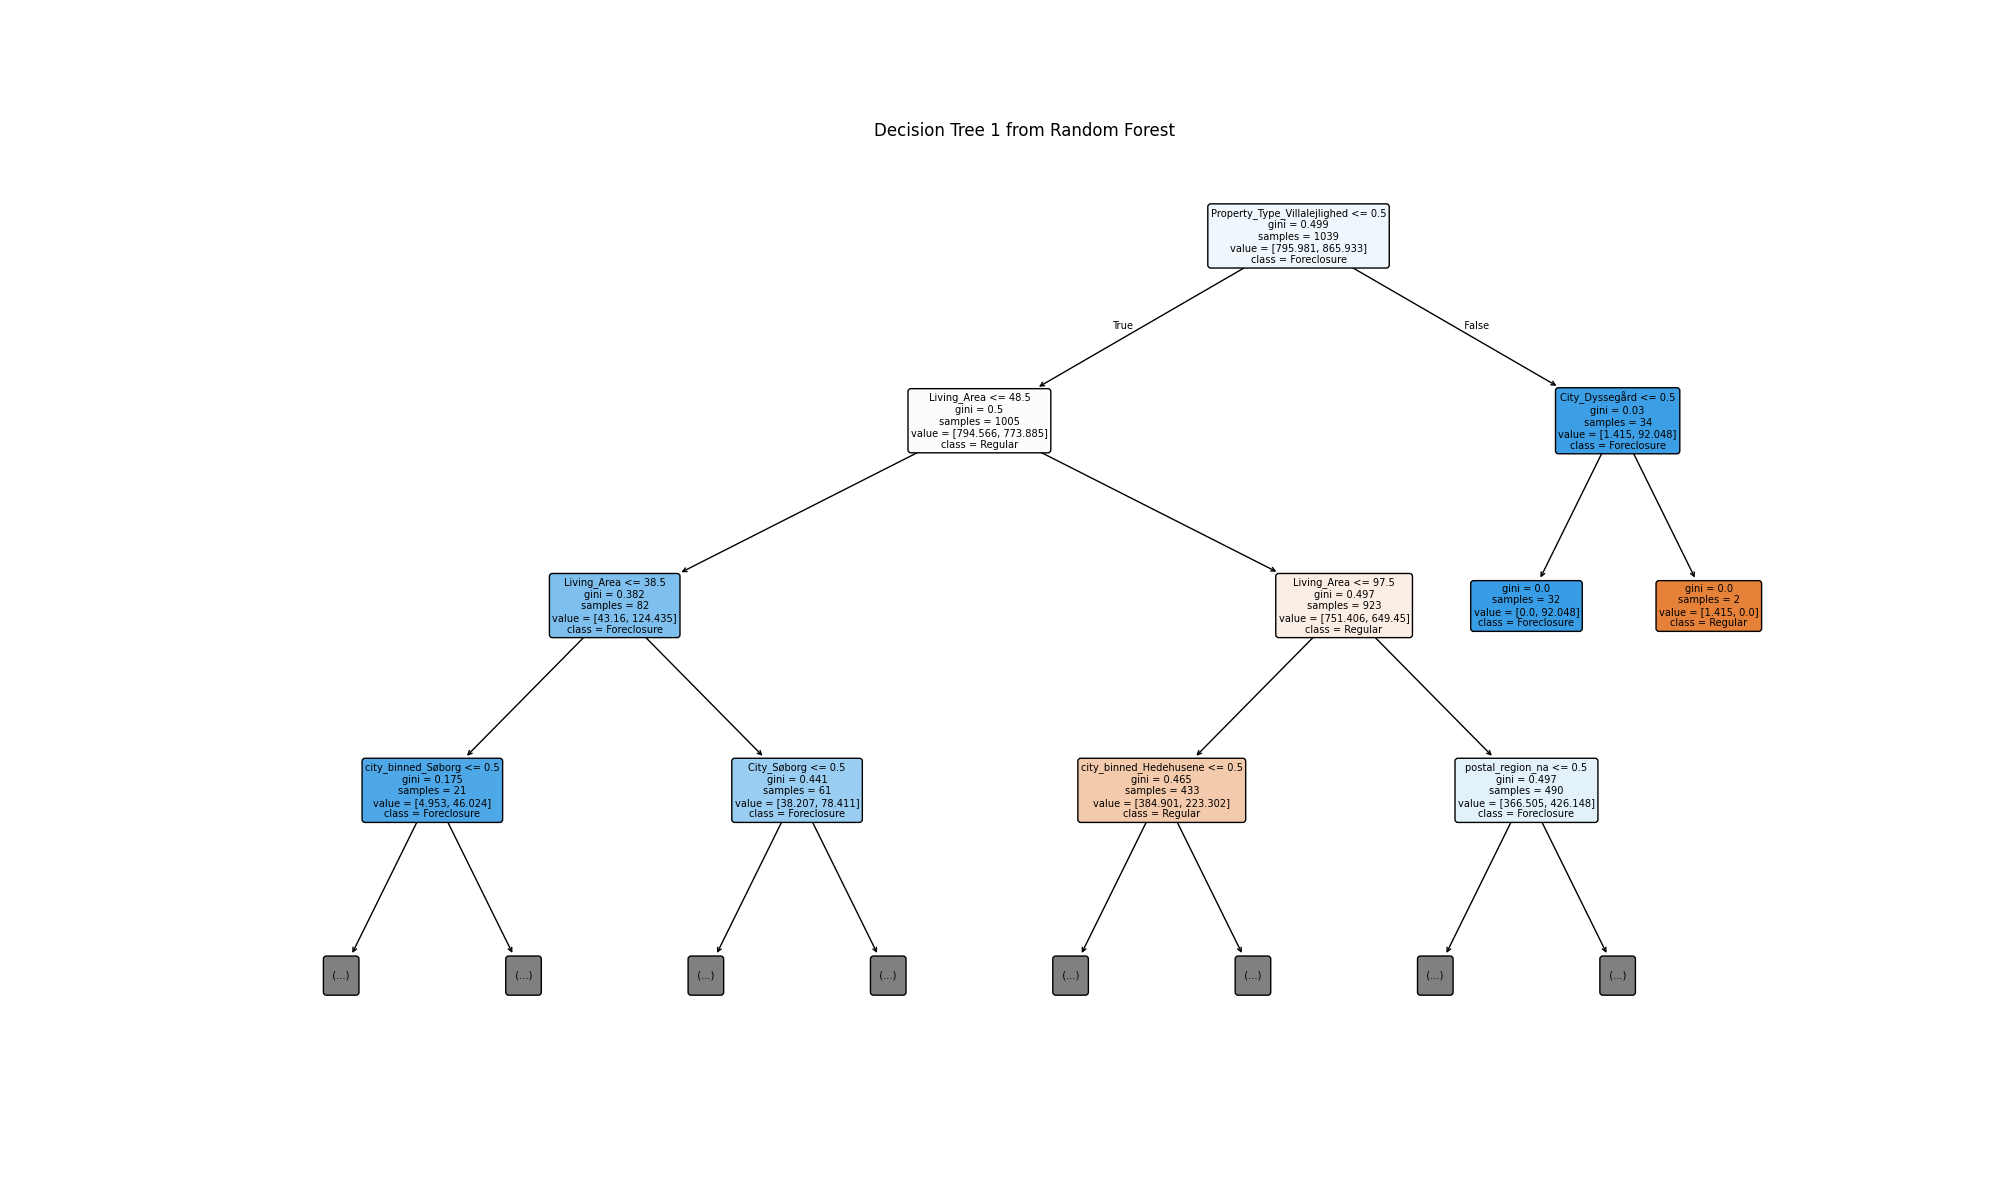 Decision Tree 1 from Random Forest
Property_Type_Villalejlighed <= 0.5
gini = 0.499
samples = 1039
value = [795.981, 865.933]
class = Foreclosure
True
False
Living_Area <= 48.5
gini = 0.5
samples = 1005
value = [794.566, 773.885]
class = Regular
City_Dyssegård <= 0.5
gini = 0.03
samples = 34
value = [1.415, 92.048]
class = Foreclosure
Living_Area <= 38.5
gini = 0.382
samples = 82
value = [43.16, 124.435]
class = Foreclosure
Living_Area <= 97.5
gini = 0.497
samples = 923
value = [751.406, 649.45]
class = Regular
gini = 0.0
samples = 32
value = [0.0, 92.048]
class = Foreclosure
gini = 0.0
samples = 2
value = [1.415, 0.0]
class = Regular
city_binned_Søborg <= 0.5
gini = 0.175
samples = 21
value = [4.953, 46.024]
class = Foreclosure
City_Søborg <= 0.5
gini = 0.441
samples = 61
value = [38.207, 78.411]
class = Foreclosure
city_binned_Hedehusene <= 0.5
gini = 0.465
samples = 433
value = [384.901, 223.302]
class = Regular
postal_region_na <= 0.5
gini = 0.497
samples = 490
value = [366.505, 426.148]
class = Foreclosure
(...)
(...)
(...)
(...)
(...)
(...)
(...)
(...)